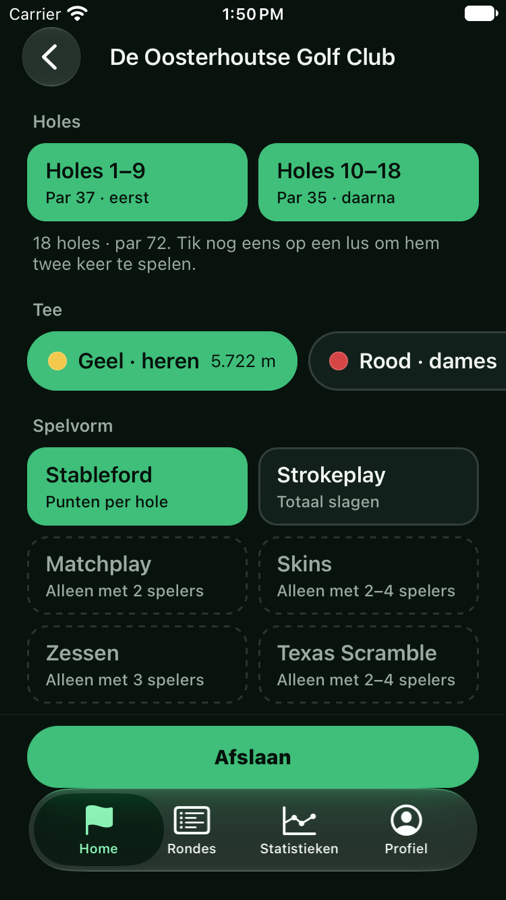 Carrier 1:50 PM
De Oosterhoutse Golf Club
Holes
Holes 1–9
Par 37 · eerst
Holes 10–18
Par 35 · daarna
18 holes · par 72. Tik nog eens op een lus om hem
twee keer te spelen.
Tee
Geel · heren 5.722 m
Rood · dames
Spelvorm
Stableford
Punten per hole
Strokeplay
Totaal slagen
Matchplay
Alleen met 2 spelers
Skins
Alleen met 2–4 spelers
Zessen
Alleen met 3 spelers
Texas Scramble
Alleen met 2–4 spelers
Afslaan
Home
Rondes
Statistieken
Profiel